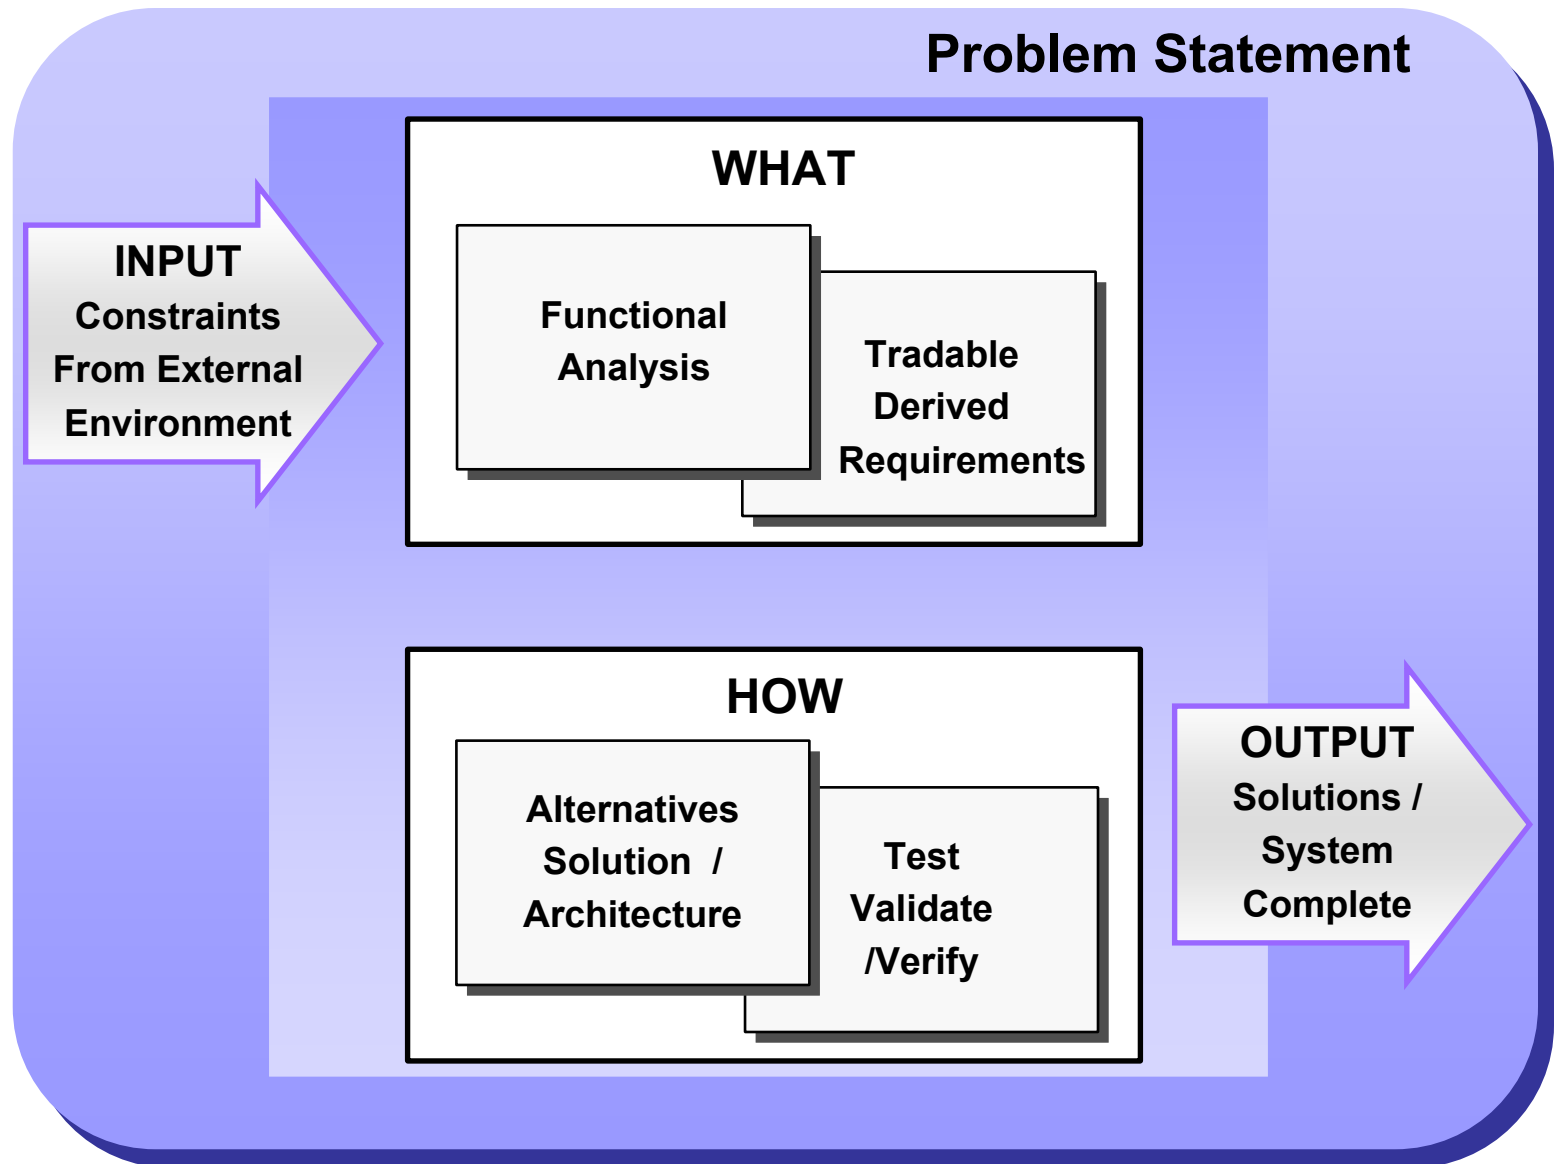 Problem Statement
INPUT
Constraints
From External
Environment
WHAT
Functional
Analysis
Tradable
Derived
Requirements
HOW
Alternatives
Solution /
Architecture
Test
Validate
/Verify
OUTPUT
Solutions /
System
Complete